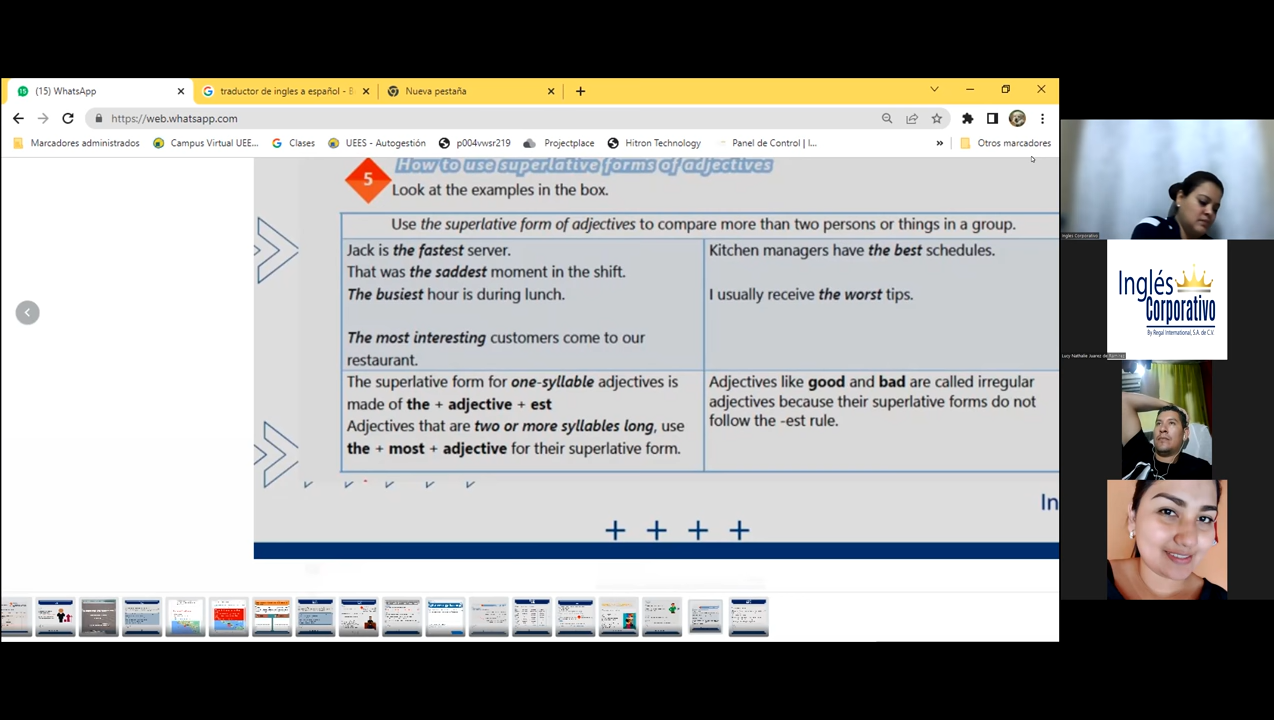 (15) WhatsApp
traductor de ingles a español - B
Nueva pestaña
https://web.whatsapp.com
Marcadores administrados
Campus Virtual UEE...
Clases
UEES - Autogestión
p004vwsr219
Projectplace
Hitron Technology
Panel de Control | I...
»
Otros marcadores
How to use superlative forms of adjectives
5
Look at the examples in the box.
Use the superlative form of adjectives to compare more than two persons or things in a group.
Jack is the fastest server.
That was the saddest moment in the shift.
The busiest hour is during lunch.
The most interesting customers come to our
restaurant.
Kitchen managers have the best schedules.
I usually receive the worst tips.
The superlative form for one-syllable adjectives is
made of the + adjective + est
Adjectives that are two or more syllables long, use
the + most + adjective for their superlative form.
Adjectives like good and bad are called irregular
adjectives because their superlative forms do not
follow the -est rule.
In
+ + + +
Ingles Corporativo
Inglés
Corporativo
By Regal International, S.A. de C.V.
Lucy Nathalie Juarez de Ramirez